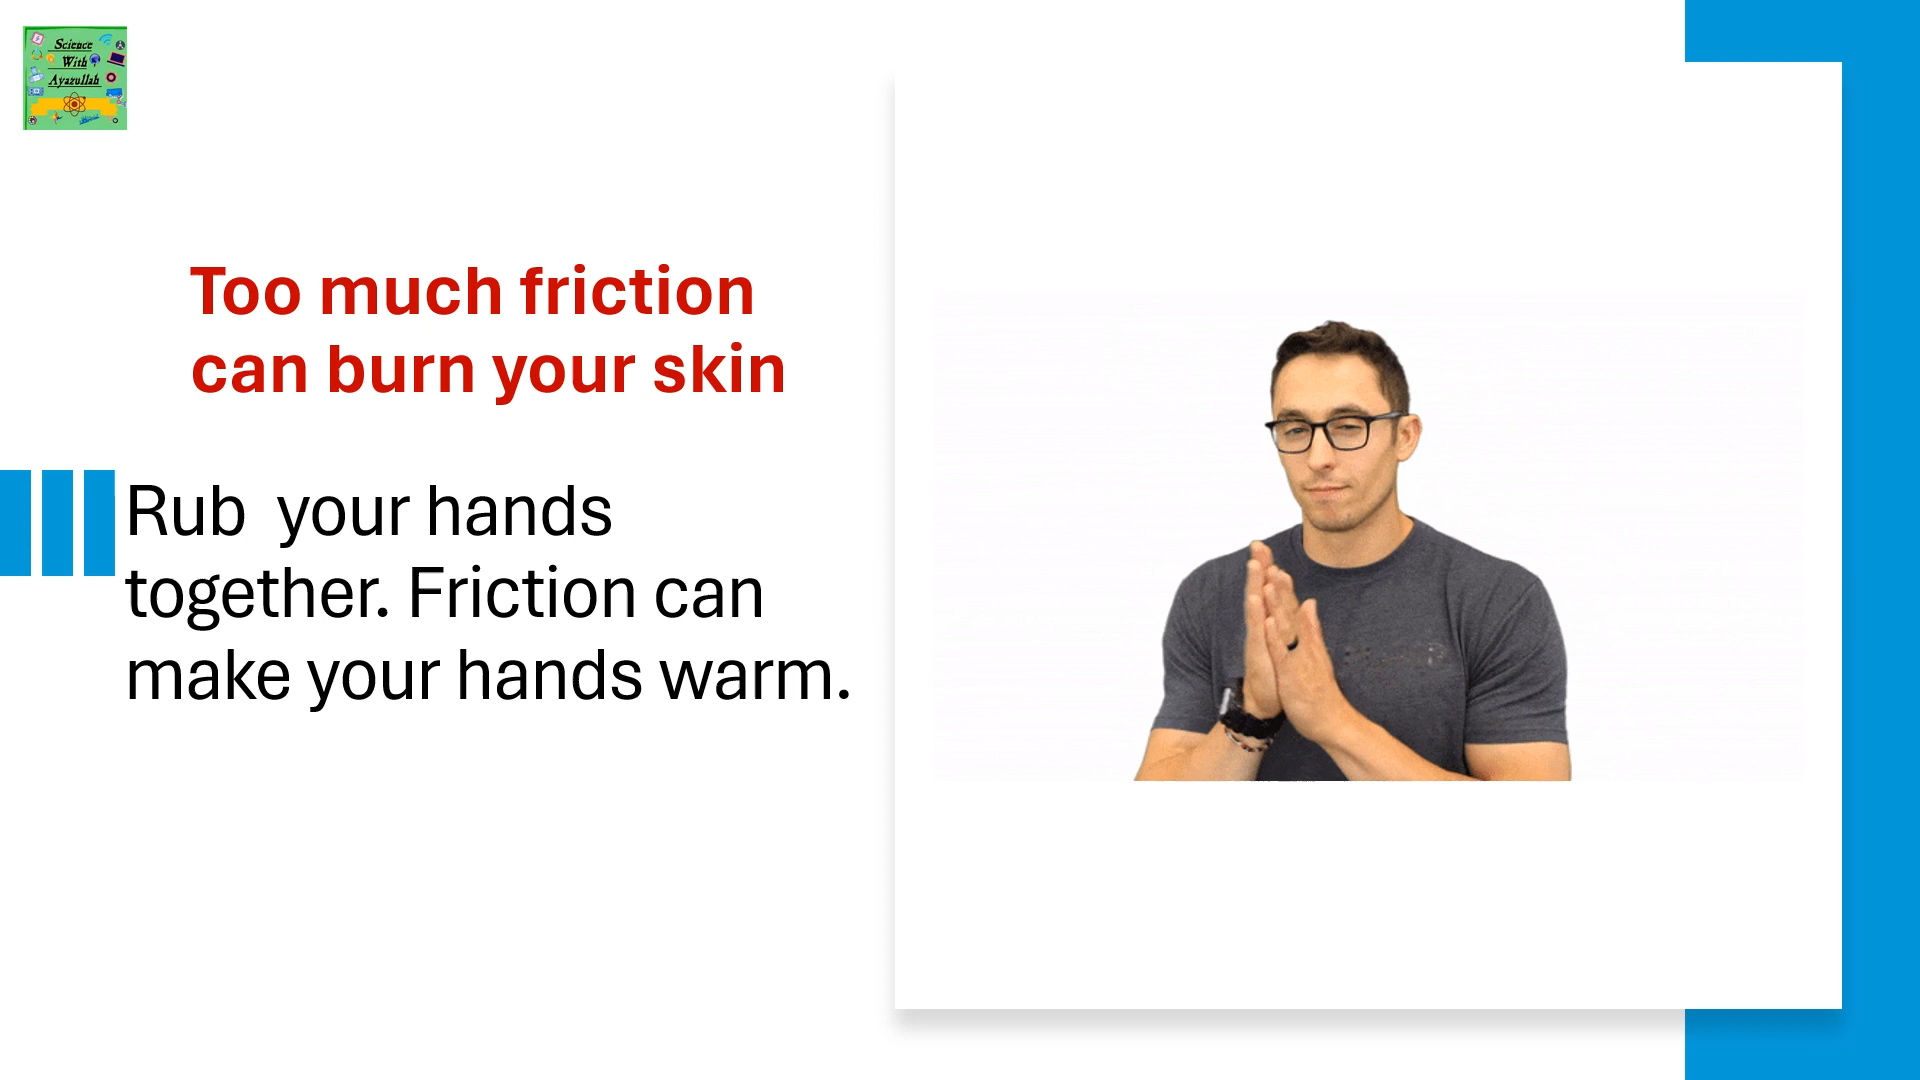 Science
With
Ayazullah
Too much friction
can burn your skin
Rub  your hands
together. Friction can
make your hands warm.